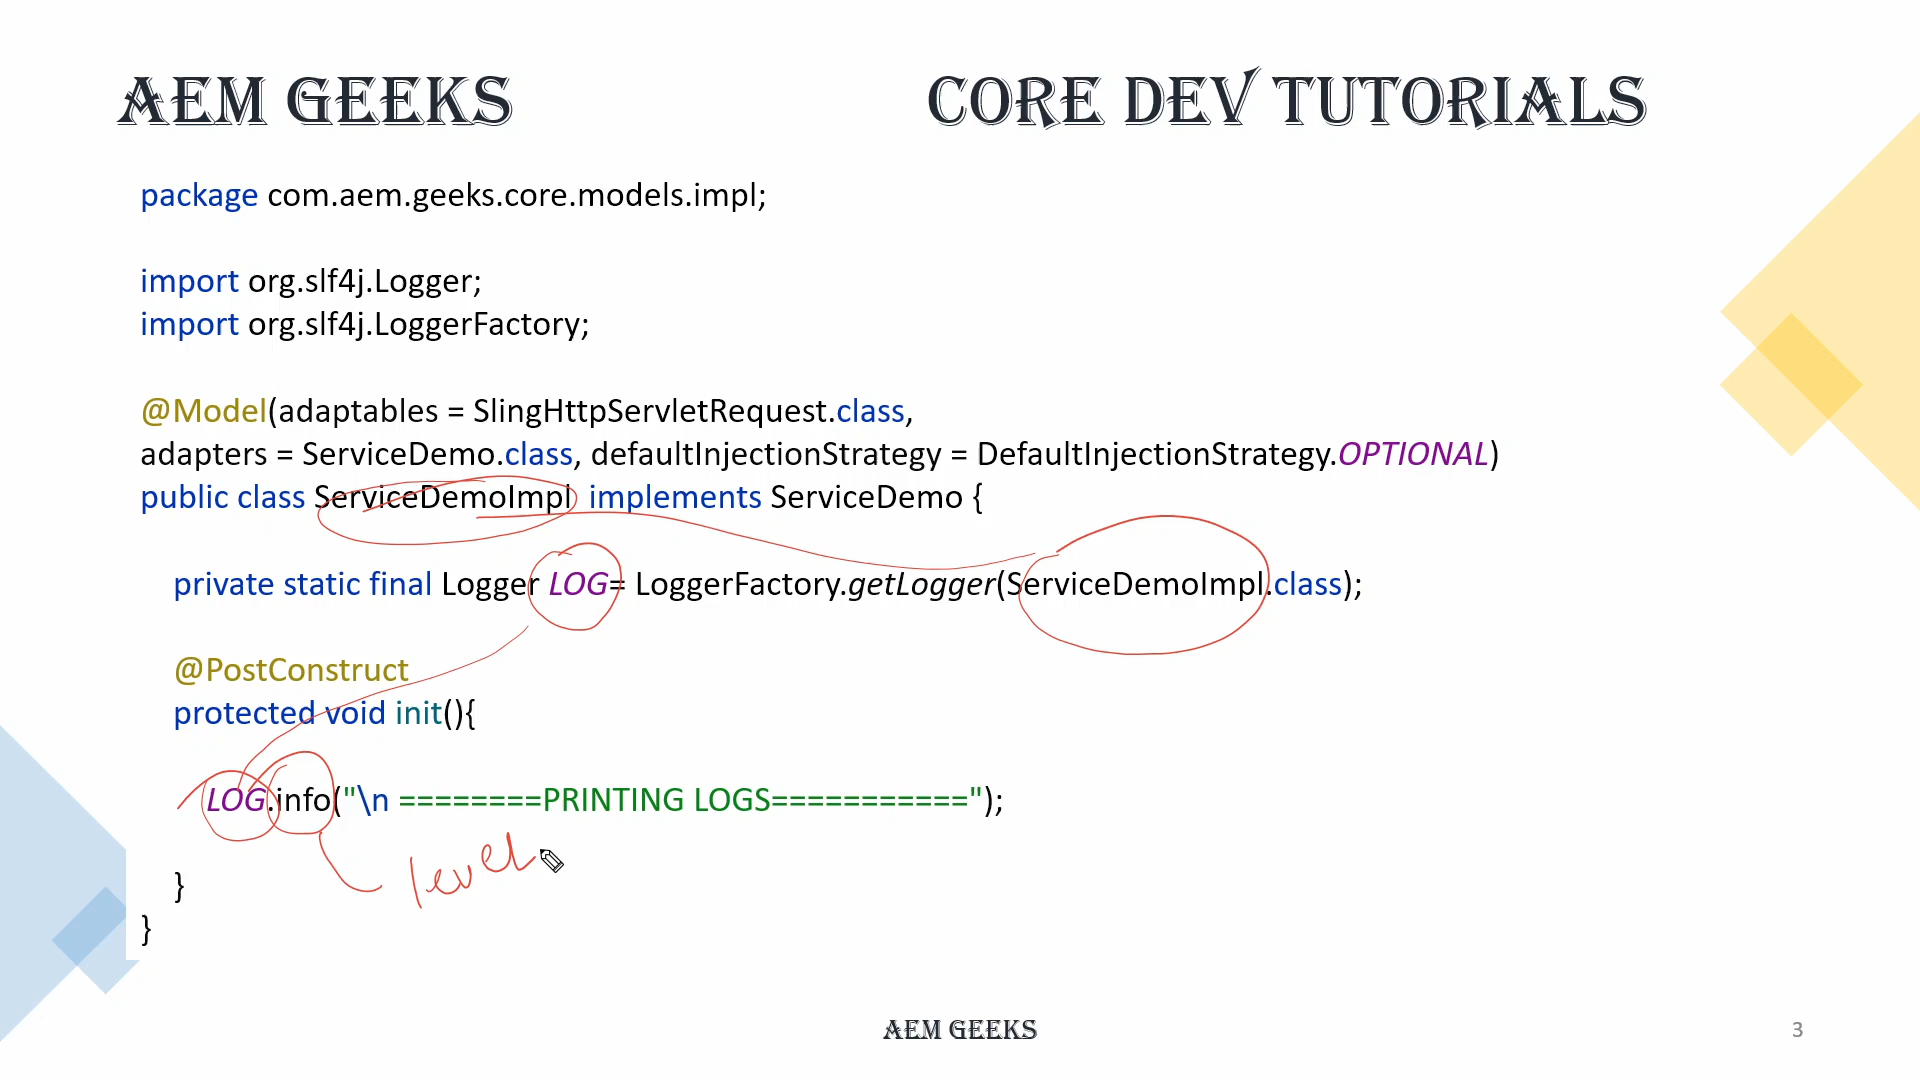 AEM GEEKS
CORE DEV TUTORIALS
package com.aem.geeks.core.models.impl;
import org.slf4j.Logger;
import org.slf4j.LoggerFactory;
@Model(adaptables = SlingHttpServletRequest.class,
adapters = ServiceDemo.class, defaultInjectionStrategy = DefaultInjectionStrategy.OPTIONAL)
public class ServiceDemoImpl implements ServiceDemo {
private static final Logger LOG= LoggerFactory.getLogger(ServiceDemoImpl.class);
@PostConstruct
protected void init(){
LOG.info("\n ========PRINTING LOGS===========");
level
}
}
AEM GEEKS
3